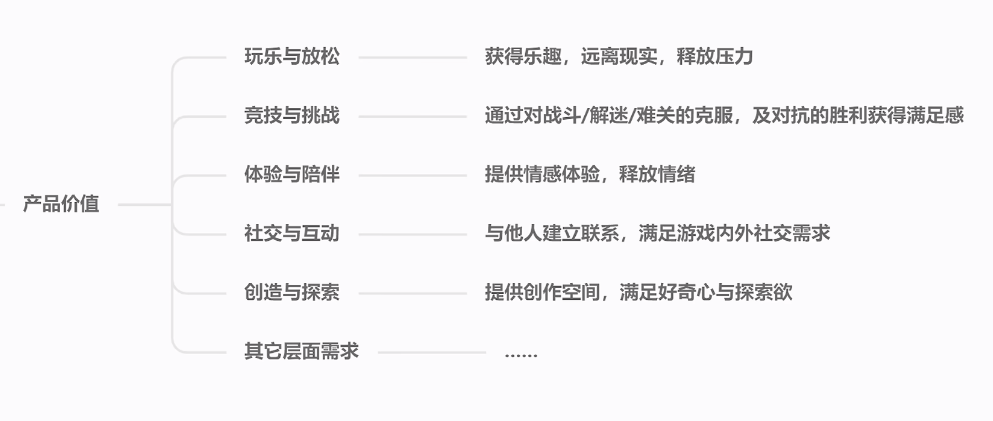 玩乐与放松
获得乐趣，远离现实，释放压力
竞技与挑战
通过对战斗/解迷/难关的克服，及对抗的胜利获得满足感
体验与陪伴
提供情感体验，释放情绪
产品价值
社交与互动
与他人建立联系，满足游戏内外社交需求
创造与探索
提供创作空间，满足好奇心与探索欲
其它层面需求
......